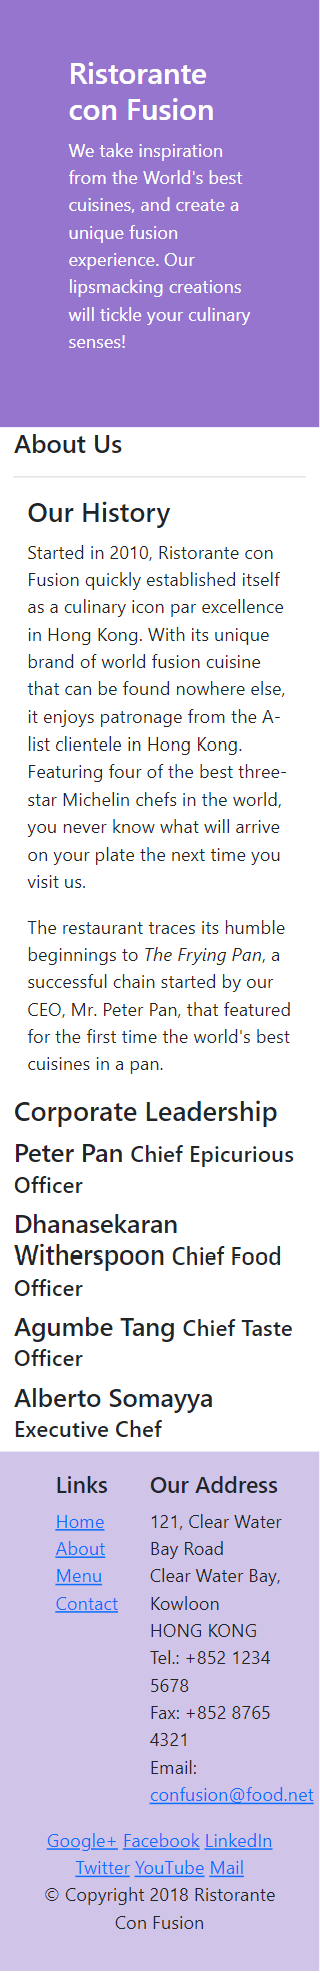 Ristorante
con Fusion
We take inspiration
from the World's best
cuisines, and create a
unique fusion
experience. Our
lipsmacking creations
will tickle your culinary
senses!
About Us
Our History
Started in 2010, Ristorante con
Fusion quickly established itself
as a culinary icon par excellence
in Hong Kong. With its unique
brand of world fusion cuisine
that can be found nowhere else,
it enjoys patronage from the A-
list clientele in Hong Kong.
Featuring four of the best three-
star Michelin chefs in the world,
you never know what will arrive
on your plate the next time you
visit us.
The restaurant traces its humble
beginnings to The Frying Pan, a
successful chain started by our
CEO, Mr. Peter Pan, that featured
for the first time the world's best
cuisines in a pan.
Corporate Leadership
Peter Pan Chief Epicurious
Officer
Dhanasekaran
Witherspoon Chief Food
Officer
Agumbe Tang Chief Taste
Officer
Alberto Somayya
Executive Chef
Links
Home
About
Menu
Contact
Our Address
121, Clear Water
Bay Road
Clear Water Bay,
Kowloon
HONG KONG
Tel.: +852 1234
5678
Fax: +852 8765
4321
Email:
confusion@food.net
Google+ Facebook LinkedIn
Twitter YouTube Mail
© Copyright 2018 Ristorante
Con Fusion